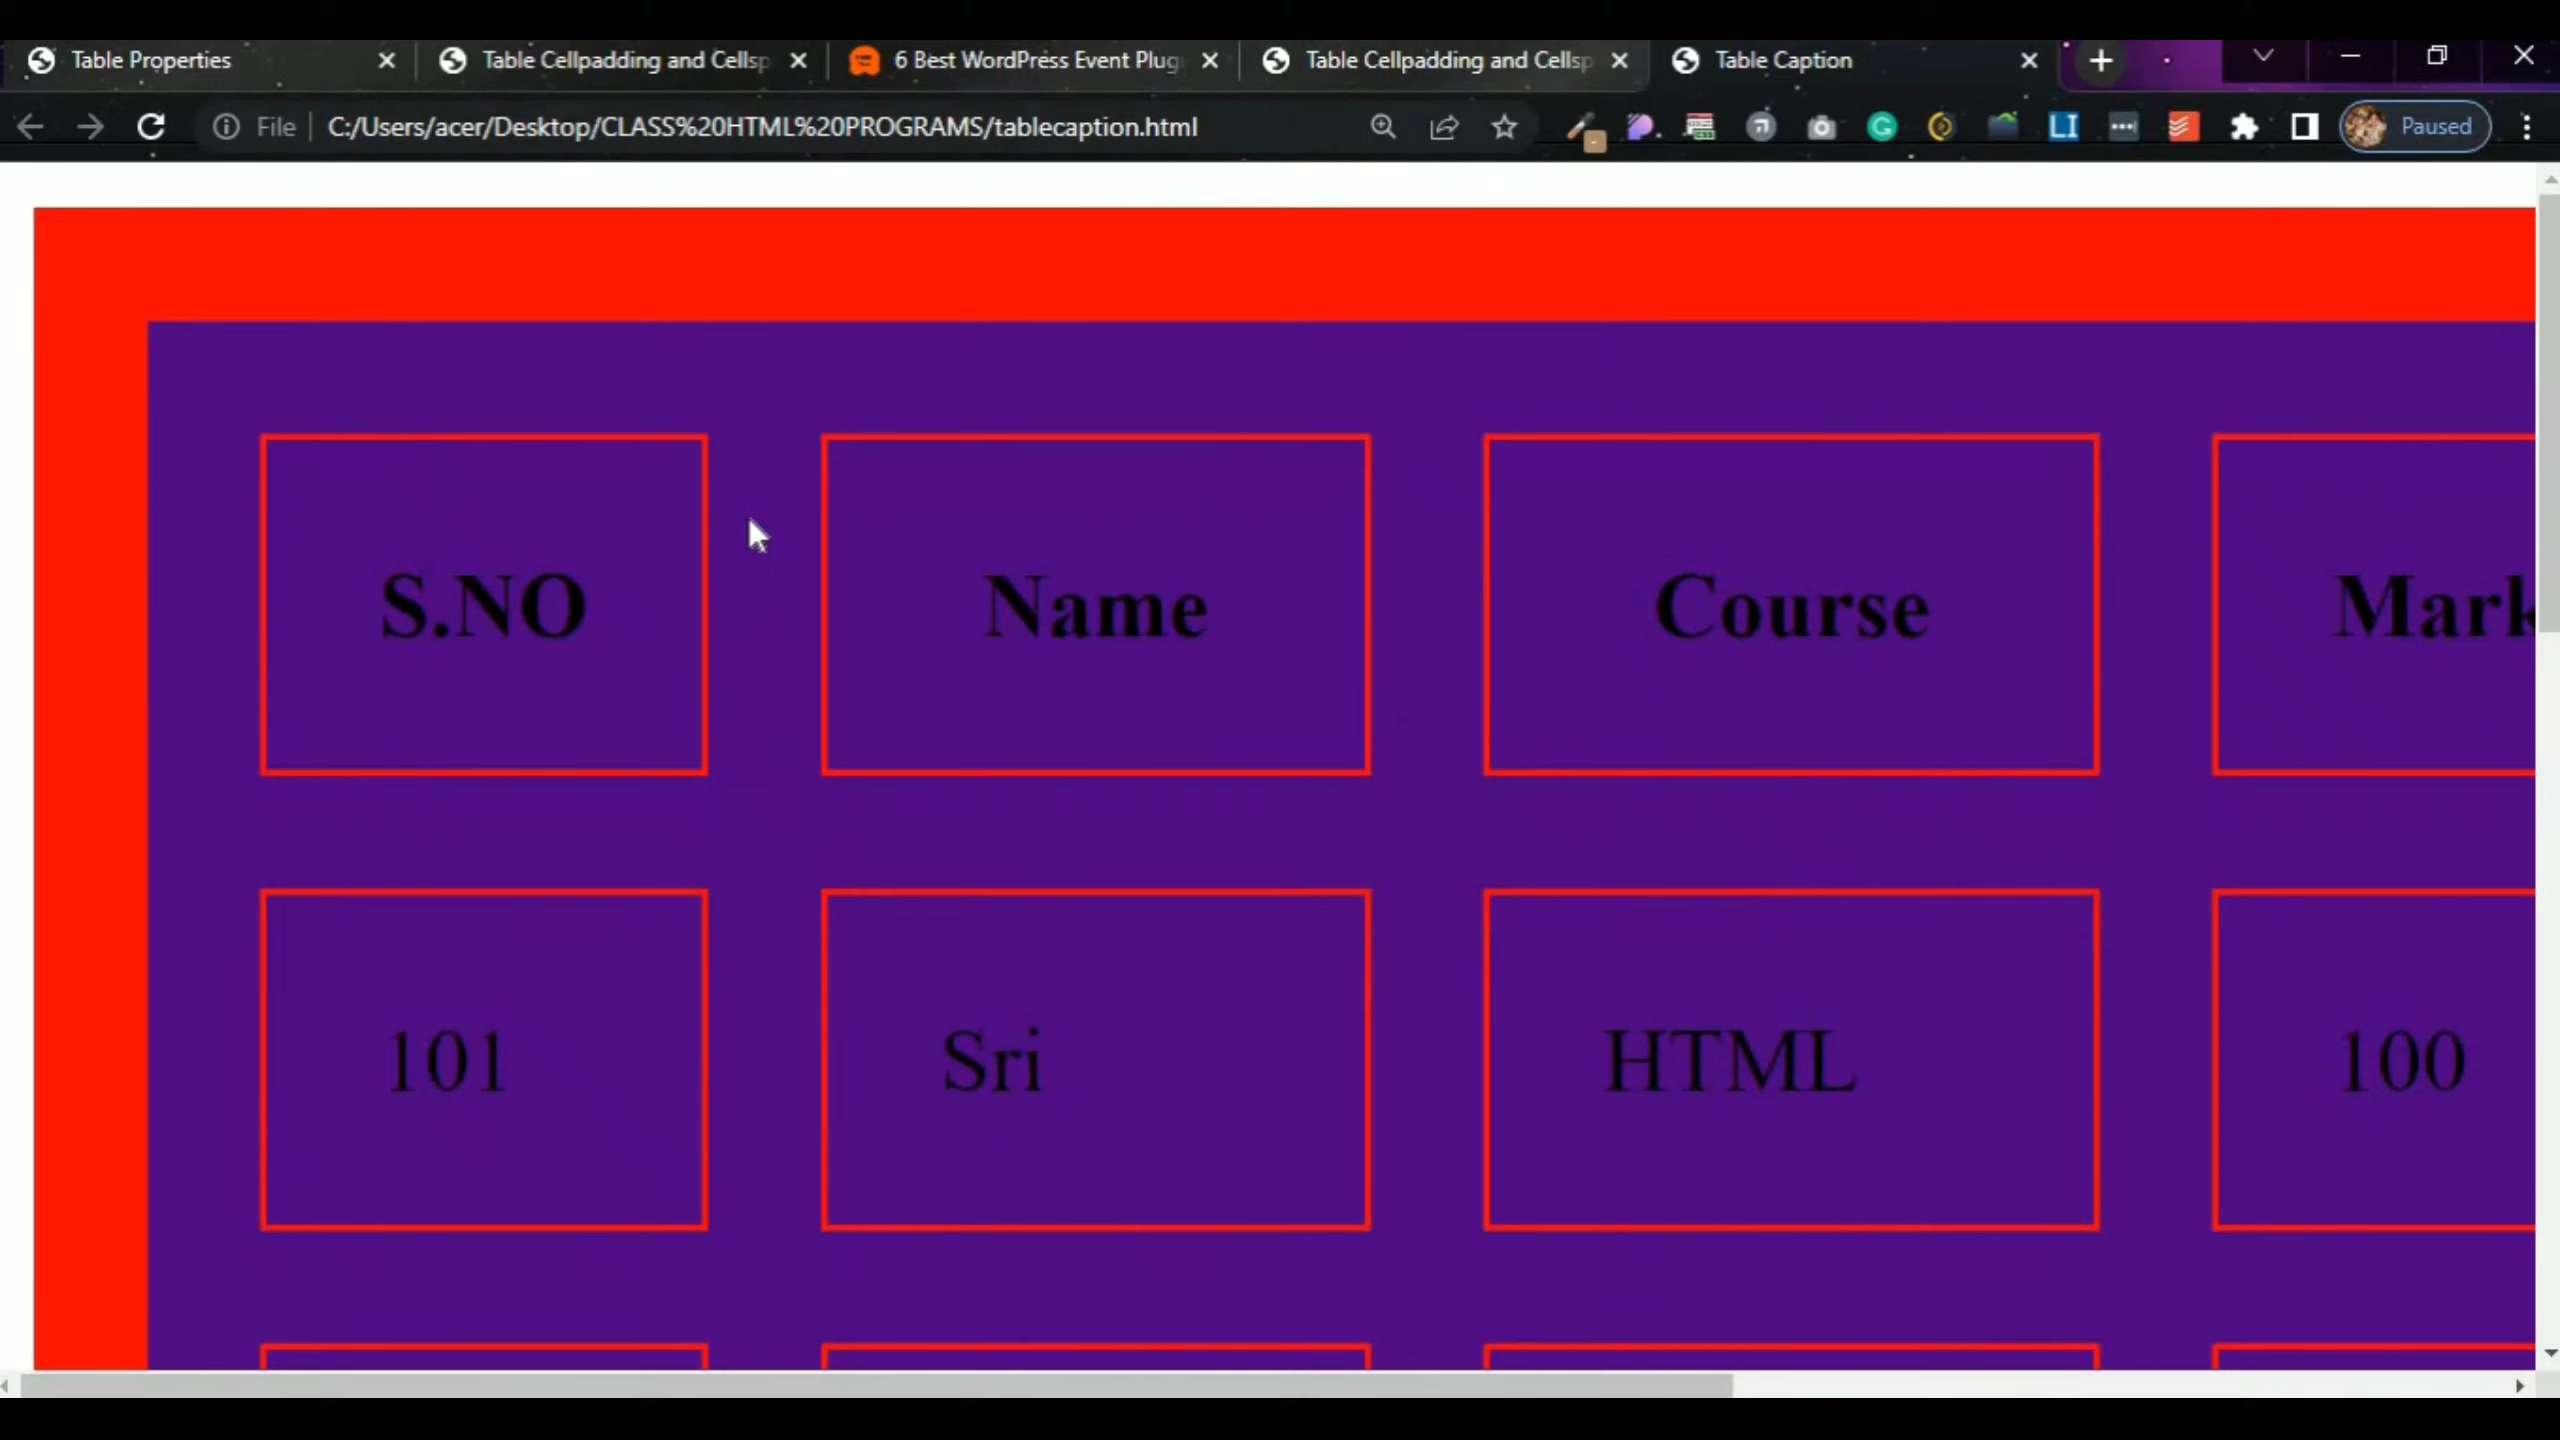 Table Properties
Table Cellpadding and Cellsp
6 Best WordPress Event Plug
Table Cellpadding and Cellsp
Table Caption
File
C:/Users/acer/Desktop/CLASS%20HTML%20PROGRAMS/tablecaption.html
LI
Paused
S.NO Name Course Mark
101 Sri HTML 100